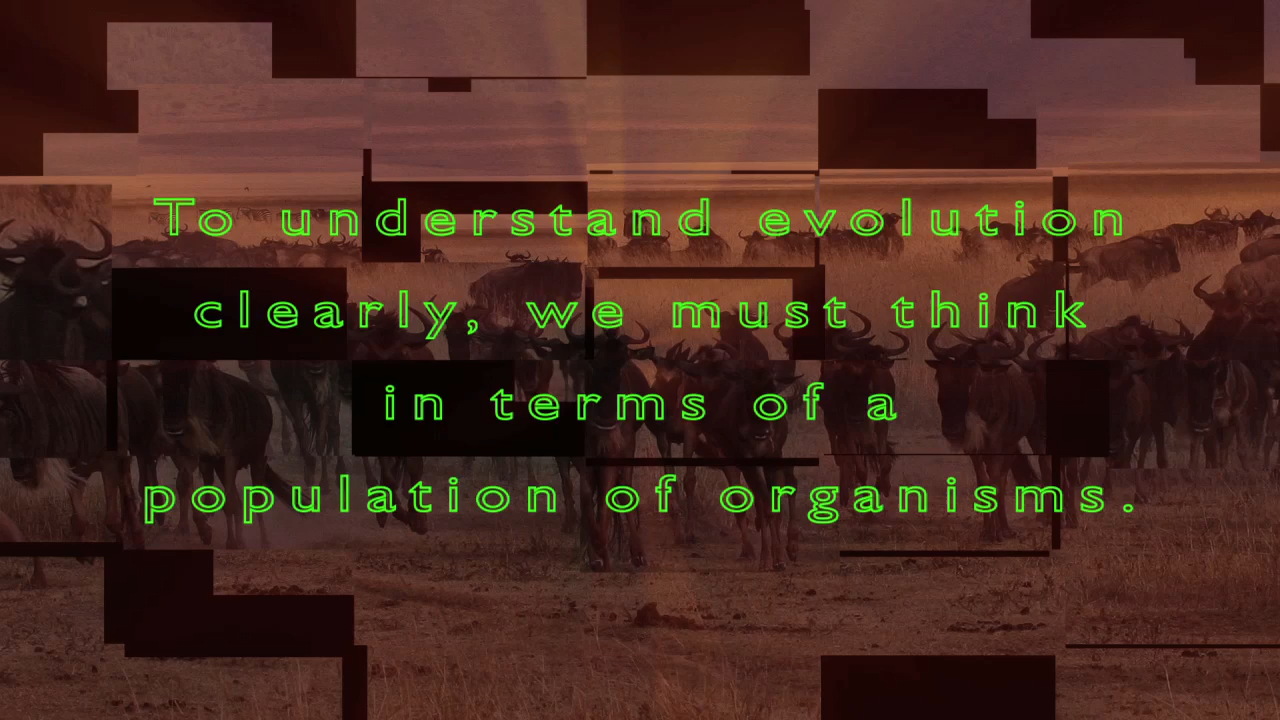 To understand evolution
clearly, we must think
in terms of a
population of organisms.